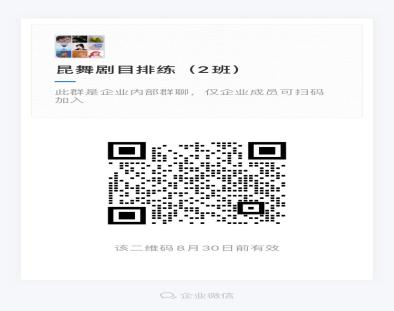 昆舞剧目排练（2班）
此群是企业内部群聊，仅企业成员可扫码
加入
该二维码8月30日前有效
企业微信